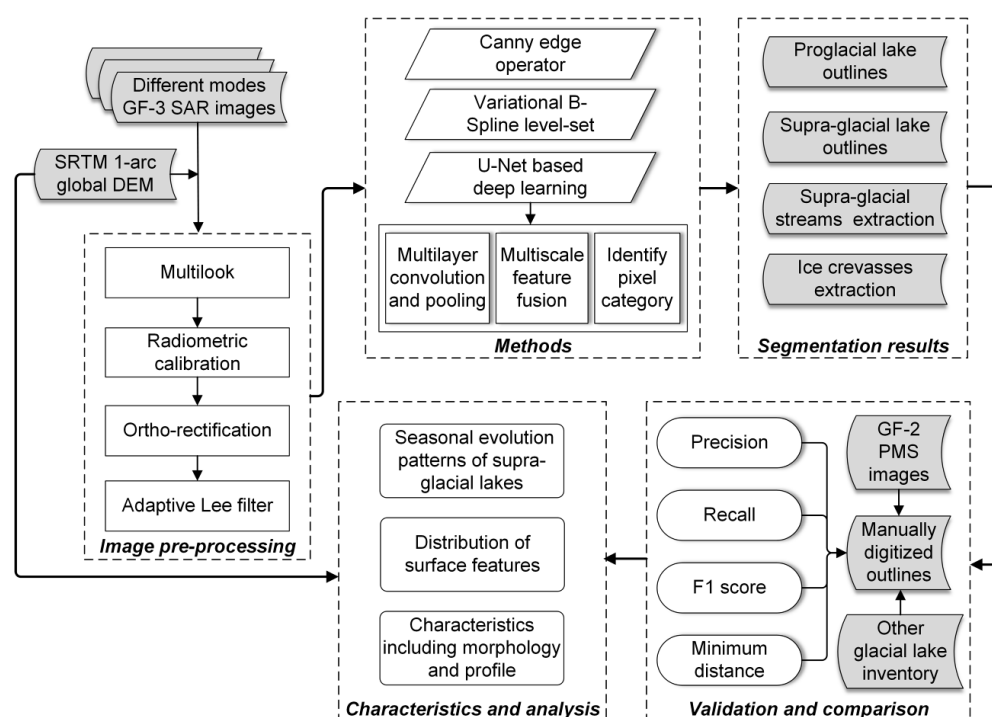 Different modes
GF-3 SAR images
SRTM 1-arc
global DEM
Multilook
Radiometric
calibration
Ortho-rectification
Adaptive Lee filter
Image pre-processing
Canny edge
operator
Variational B-
Spline level-set
U-Net based
deep learning
Multilayer
convolution
and pooling
Multiscale
feature
fusion
Identify
pixel
category
Methods
Proglacial lake
outlines
Supra-glacial lake
outlines
Supra-glacial
streams extraction
Ice crevasses
extraction
Segmentation results
Seasonal evolution
patterns of supra-
glacial lakes
Distribution of
surface features
Characteristics
including morphology
and profile
Characteristics and analysis
Precision
Recall
F1 score
Minimum
distance
GF-2
PMS
images
Manually
digitized
outlines
Other
glacial lake
inventory
Validation and comparison